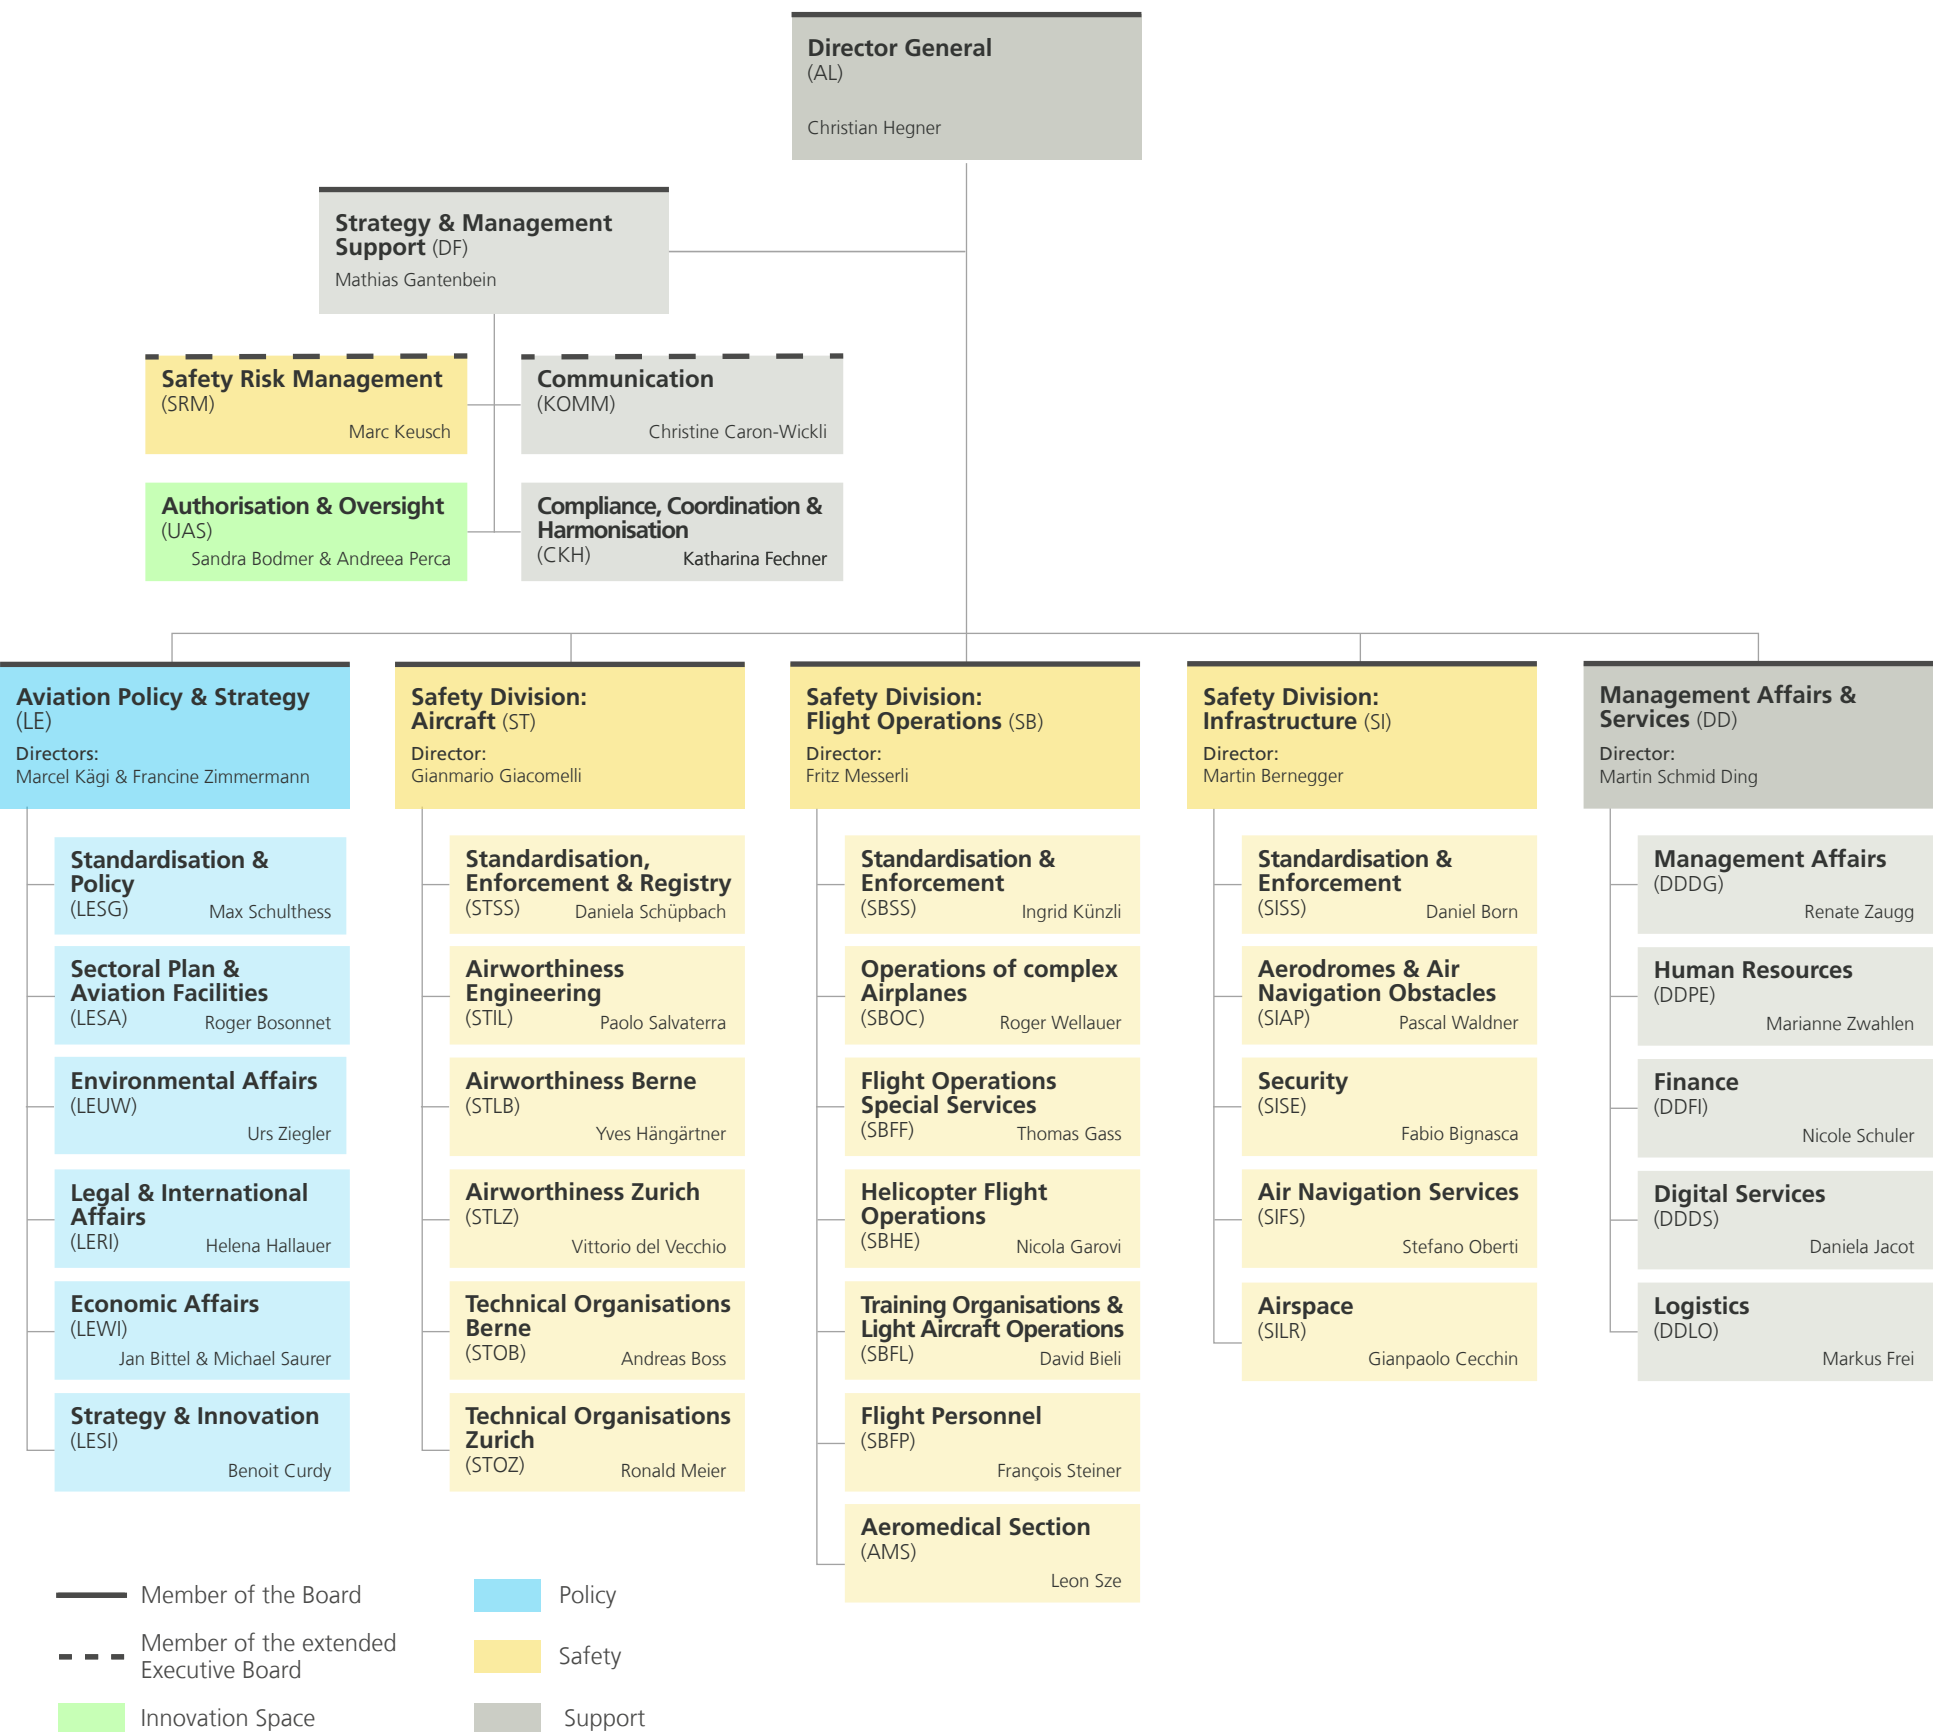 Director General
(AL)
Christian Hegner
Strategy & Management
Support (DF)
Mathias Gantenbein
Safety Risk Management
(SRM)
Marc Keusch
Communication
(KOMM)
Christine Caron-Wickli
Authorisation & Oversight
(UAS)
Sandra Bodmer & Andreea Perca
Compliance, Coordination &
Harmonisation
(CKH) Katharina Fechner
Aviation Policy & Strategy
(LE)
Directors:
Marcel Kägi & Francine Zimmermann
Standardisation &
Policy
(LESG) Max Schulthess
Sectoral Plan &
Aviation Facilities
(LESA) Roger Bosonnet
Environmental Affairs
(LEUW)
Urs Ziegler
Legal & International
Affairs
(LERI) Helena Hallauer
Economic Affairs
(LEWI)
Jan Bittel & Michael Saurer
Strategy & Innovation
(LESI)
Benoit Curdy
Safety Division:
Aircraft (ST)
Director:
Gianmario Giacomelli
Standardisation,
Enforcement & Registry
(STSS) Daniela Schüpbach
Airworthiness
Engineering
(STIL) Paolo Salvaterra
Airworthiness Berne
(STLB)
Yves Hängärtner
Airworthiness Zurich
(STLZ)
Vittorio del Vecchio
Technical Organisations
Berne
(STOB) Andreas Boss
Technical Organisations
Zurich
(STOZ) Ronald Meier
Safety Division:
Flight Operations (SB)
Director:
Fritz Messerli
Standardisation &
Enforcement
(SBSS) Ingrid Künzli
Operations of complex
Airplanes
(SBOC) Roger Wellauer
Flight Operations
Special Services
(SBFF) Thomas Gass
Helicopter Flight
Operations
(SBHE) Nicola Garovi
Training Organisations &
Light Aircraft Operations
(SBFL) David Bieli
Flight Personnel
(SBFP)
François Steiner
Aeromedical Section
(AMS)
Leon Sze
Safety Division:
Infrastructure (SI)
Director:
Martin Bernegger
Standardisation &
Enforcement
(SISS) Daniel Born
Aerodromes & Air
Navigation Obstacles
(SIAP) Pascal Waldner
Security
(SISE)
Fabio Bignasca
Air Navigation Services
(SIFS)
Stefano Oberti
Airspace
(SILR)
Gianpaolo Cecchin
Management Affairs &
Services (DD)
Director:
Martin Schmid Ding
Management Affairs
(DDDG)
Renate Zaugg
Human Resources
(DDPE)
Marianne Zwahlen
Finance
(DDFI)
Nicole Schuler
Digital Services
(DDDS)
Daniela Jacot
Logistics
(DDLO)
Markus Frei
Member of the Board
Member of the extended
Executive Board
Innovation Space
Policy
Safety
Support